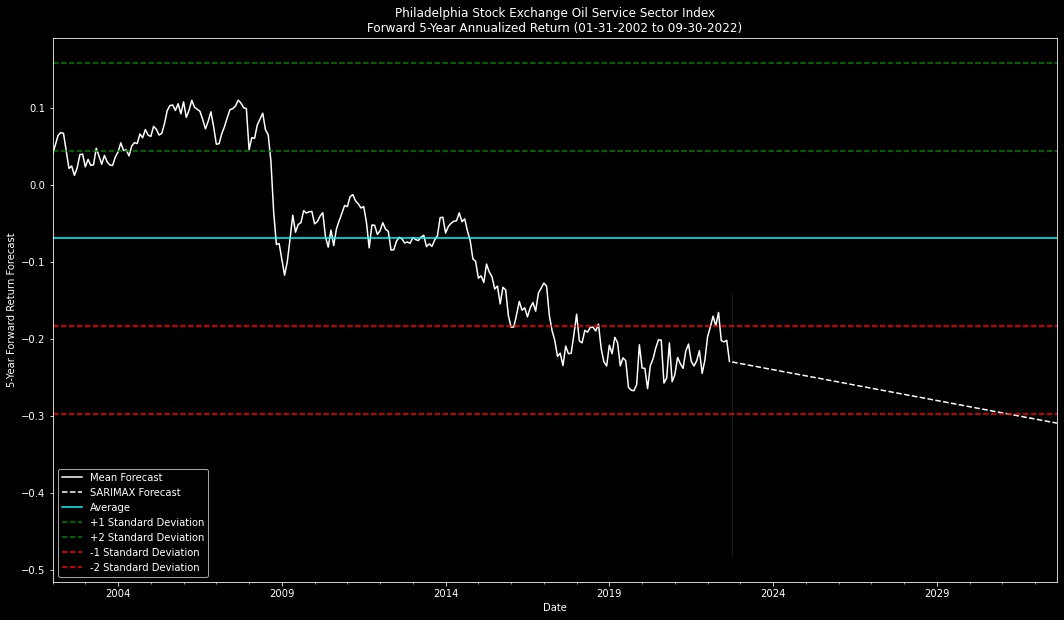 Philadelphia Stock Exchange Oil Service Sector Index
Forward 5-Year Annualized Return (01-31-2002 to 09-30-2022)
5-Year Forward Return Forecast
0.1
0.0
−0.1
−0.2
−0.3
−0.4
−0.5
Mean Forecast
SARIMAX Forecast
Average
+1 Standard Deviation
+2 Standard Deviation
-1 Standard Deviation
-2 Standard Deviation
2004 2009 2014 2019 2024 2029
Date